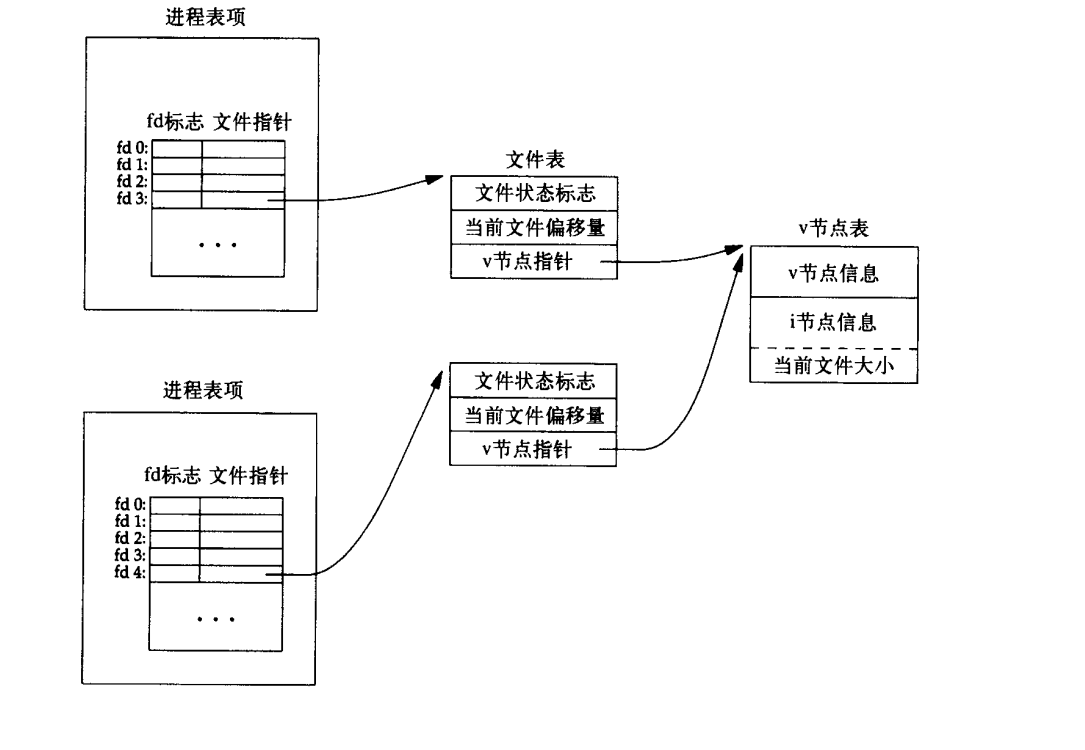 进程表项
fd标志 文件指针
fd 0:
fd 1:
fd 2:
fd 3:
...
文件表
文件状态标志
当前文件偏移量
v节点指针
v节点表
v节点信息
i节点信息
当前文件大小
进程表项
fd标志 文件指针
fd 0:
fd 1:
fd 2:
fd 3:
fd 4:
...
文件状态标志
当前文件偏移量
v节点指针